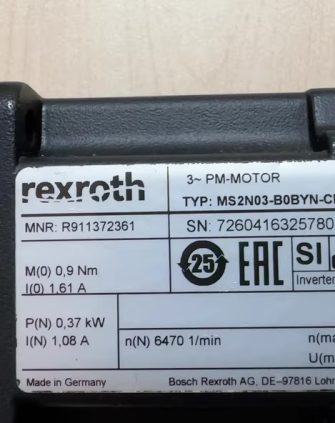 rexroth
3~ PM-MOTOR
TYP: MS2N03-B0BYN-C
MNR: R911372361
SN: 7260416325780
25
EAC
SI
M(0) 0,9 Nm
I(0) 1.61 A
Inverter
P(N) 0,37 kW
I(N) 1,08 A
n(N) 6470 1/min
n(m
U(m
Made in Germany
Bosch Rexroth AG, DE-97816 Lohr